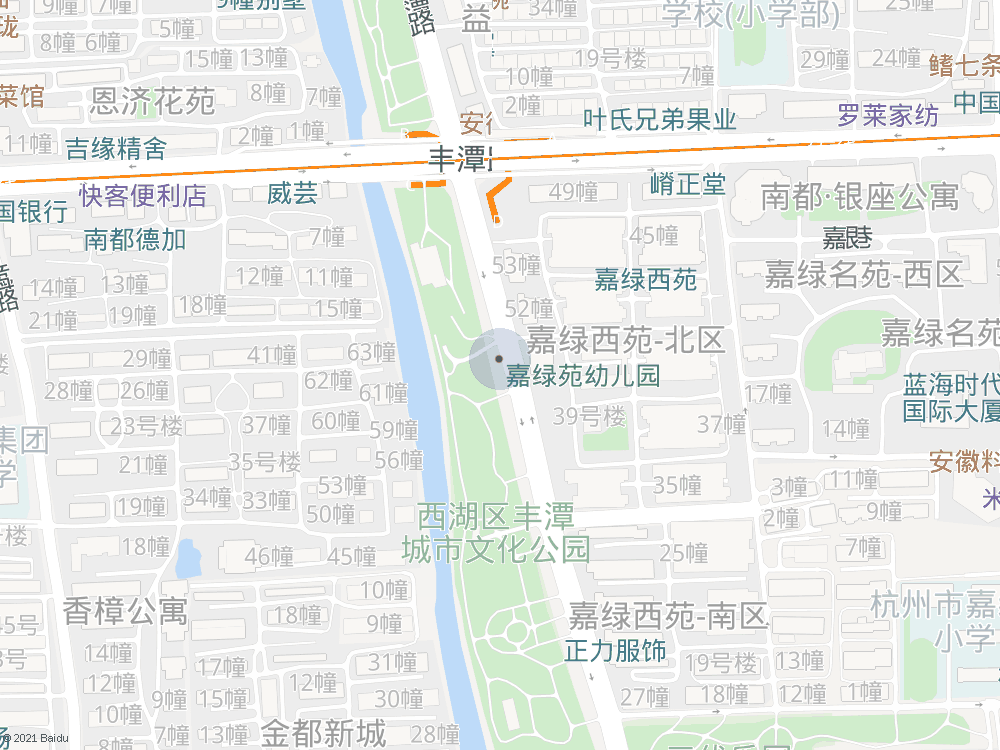 9幢别墅
潭路
益
34幢
学校(小学部)
25幢
珑
8幢
6幢
5幢
15幢
13幢
19号楼
29幢
24幢
鳍七条
10幢
7幢
菜馆
恩济花苑
8幢
7幢
2幢
中国
安徽
叶氏兄弟果业
罗莱家纺
11幢
2幢
1幢
吉缘精舍
丰潭路
快客便利店
威芸
49幢
嵴正堂
南都·银座公寓
国银行
南都德加
7幢
45幢
嘉绿西苑
53幢
嘉绿名苑-西区
12幢
11幢
14幢
13幢
18幢
15幢
52幢
21幢
19幢
嘉绿西苑-北区
嘉绿名苑
29幢
41幢
63幢
62幢
嘉绿苑幼儿园
28幢
26幢
17幢
蓝海时代
国际大厦
37幢
60幢
59幢
39号楼
37幢
14幢
23号楼
集团
学
21幢
35号楼
56幢
安徽料
34幢
33幢
53幢
35幢
3幢
11幢
米
19幢
50幢
西湖区丰潭
城市文化公园
2幢
9幢
号楼
18幢
46幢
45幢
25幢
7幢
香樟公寓
10幢
18幢
9幢
嘉绿西苑-南区
杭州市嘉
小学
45号
3号
正力服饰
14幢
17幢
31幢
19号楼
13幢
12幢
9幢
15幢
12幢
30幢
27幢
18幢
12幢
1幢
10幢
金都新城
8幢
28幢
© 2021 Baidu